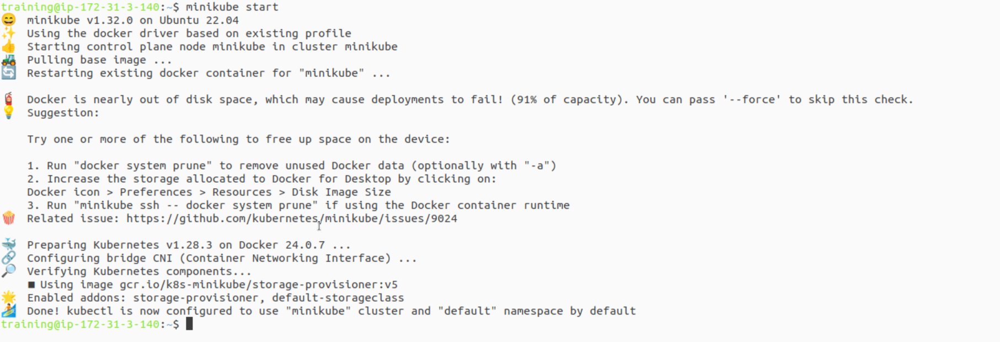 training@ip-172-31-3-140:~$ minikube start
😄 minikube v1.32.0 on Ubuntu 22.04
✨ Using the docker driver based on existing profile
👍 Starting control plane node minikube in cluster minikube
🚜 Pulling base image ...
🔄 Restarting existing docker container for "minikube" ...
🧯 Docker is nearly out of disk space, which may cause deployments to fail! (91% of capacity). You can pass '--force' to skip this check.
💡 Suggestion:
Try one or more of the following to free up space on the device:
1. Run "docker system prune" to remove unused Docker data (optionally with "-a")
2. Increase the storage allocated to Docker for Desktop by clicking on:
Docker icon > Preferences > Resources > Disk Image Size
3. Run "minikube ssh -- docker system prune" if using the Docker container runtime
🍿 Related issue: https://github.com/kubernetes/minikube/issues/9024
🐳 Preparing Kubernetes v1.28.3 on Docker 24.0.7 ...
🔗 Configuring bridge CNI (Container Networking Interface) ...
🔎 Verifying Kubernetes components...
■ Using image gcr.io/k8s-minikube/storage-provisioner:v5
🌟 Enabled addons: storage-provisioner, default-storageclass
🏄 Done! kubectl is now configured to use "minikube" cluster and "default" namespace by default
training@ip-172-31-3-140:~$